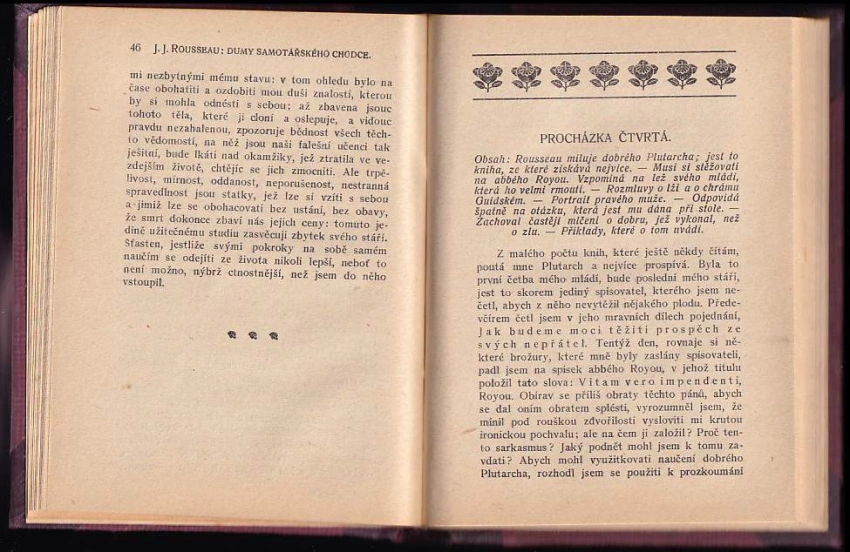 46 J. J. ROUSSEAU: DUMY SAMOTÁŘSKÉHO CHODCE.
mi nezbytnými mému stavu: v tom ohledu bylo na
čase obohatiti a ozdobiti mou duši znalostí, kterou
by si mohla odnésti s sebou; až zbavena jsouc
tohoto těla, které ji cloní a oslepuje, a vidouc
pravdu nezahalenou, zpozoruje bědnost všech těch-
to vědomostí, na něž jsou naši falešní učenci tak
ješitní, bude lkáti nad okamžiky, jež ztratila ve ve-
zdejším životě, chtějíc se jich zmocniti. Ale trpě-
livost, mírnost, oddanost, neporušenost, nestranná
spravedlnost jsou statky, jež lze si vzíti s sebou
a jimiž lze se obohacovati bez ustání, bez obavy,
že smrt dokonce zbaví nás jejich ceny: tomuto je-
dině užitečnému studiu zasvěcuji zbytek svého stáří.
Šťasten, jestliže svými pokroky na sobě samém
naučím se odejíti ze života nikoli lepší, neboť to
není možno, nýbrž ctnostnější, než jsem do něho
vstoupil.
PROCHÁZKA ČTVRTÁ.
Obsah: Rousseau miluje dobrého Plutarcha; jest to
kniha, ze které získává nejvíce. — Musí si stěžovati
na abbého Royou. Vzpomíná na lež svého mládí,
která ho velmi rmoutí. — Rozmluvy o lži a o chrámu
Guidském. — Portrait pravého muže. — Odpovídá
špatně na otázku, která jest mu dána při stole. —
Zachoval častěji mlčení o dobru, jež vykonal, než
o zlu. — Příklady, které o tom uvádí.
Z malého počtu knih, které ještě někdy čítám,
poutá mne Plutarch a nejvíce prospívá. Byla to
první četba mého mládí, bude poslední mého stáří,
jest to skorem jediný spisovatel, kterého jsem ne-
četl, abych z něho nevytěžil nějakého plodu. Přede-
včírem četl jsem v jeho mravních dílech pojednání,
Jak budeme moci těžiti prospěch ze
svých nepřátel. Tentýž den, rovnaje si ně-
které brožury, které mně byly zaslány spisovateli,
padl jsem na spisek abbého Royou, v jehož titulu
položil tato slova: Vitam vero impendenti,
Royou. Obírav se příliš obraty těchto pánů, abych
se dal oním obratem splésti, vyrozumněl jsem, že
mínil pod rouškou zdvořilosti vysloviti mi krutou
ironickou pochvalu; ale na čem ji založil? Proč ten-
to sarkasmus? Jaký podnět mohl jsem k tomu za-
vdati? Abych mohl využitkovati naučení dobrého
Plutarcha, rozhodl jsem se použiti k prozkoumání